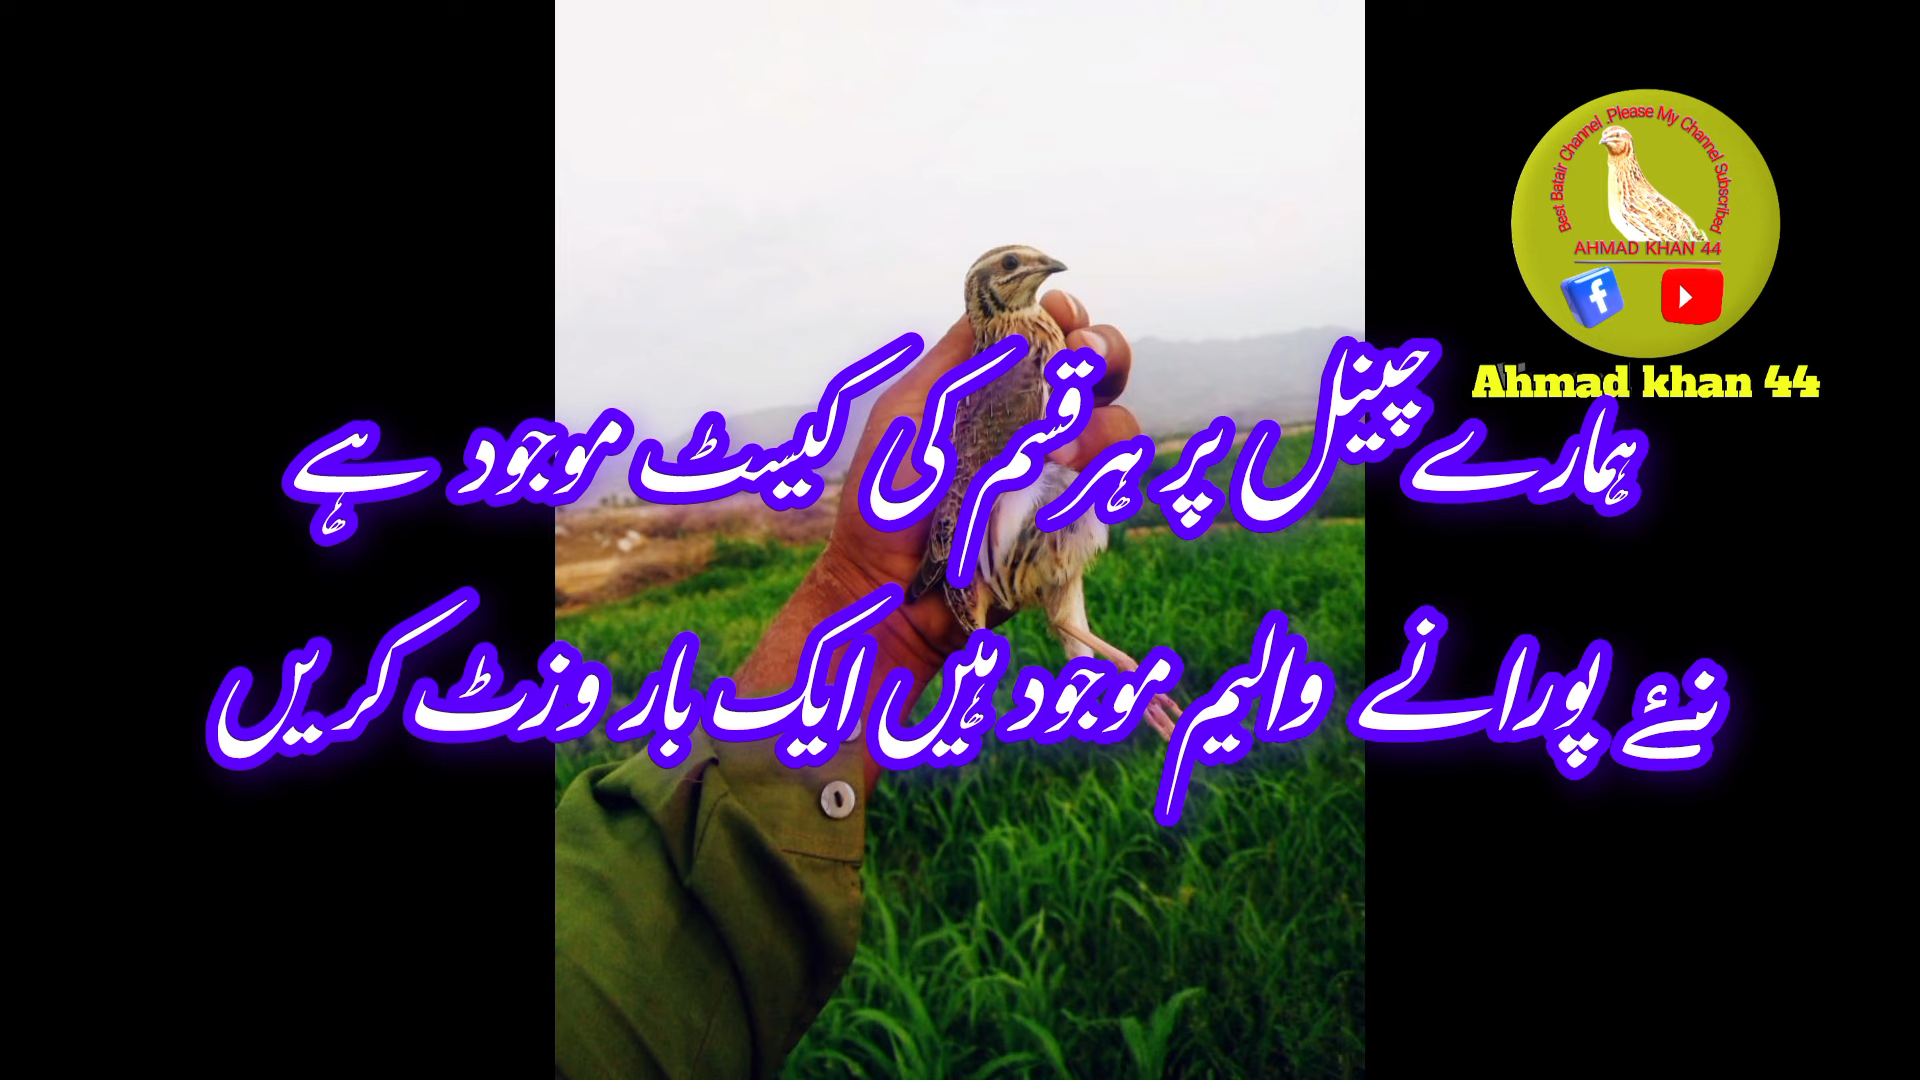 Best Batair Channel .Please My Channel Subscribed
AHMAD KHAN 44
Ahmad khan 44
ہمارے چینل پر ہر قسم کی کیسٹ موجود ہے
نئے پورانے والیم موجود ہیں ایک بار وزٹ کریں